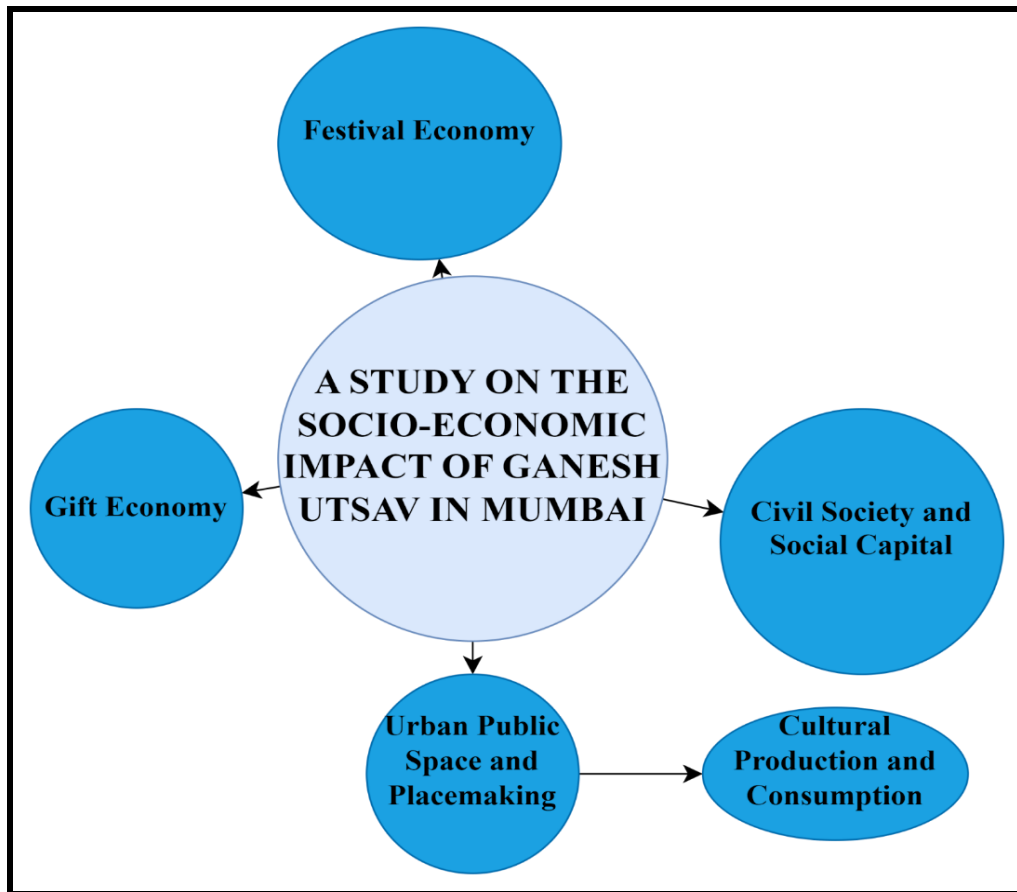 Festival Economy
A STUDY ON THE
SOCIO-ECONOMIC
IMPACT OF GANESH
UTSAV IN MUMBAI
Gift Economy
Civil Society and
Social Capital
Urban Public
Space and
Placemaking
Cultural
Production and
Consumption